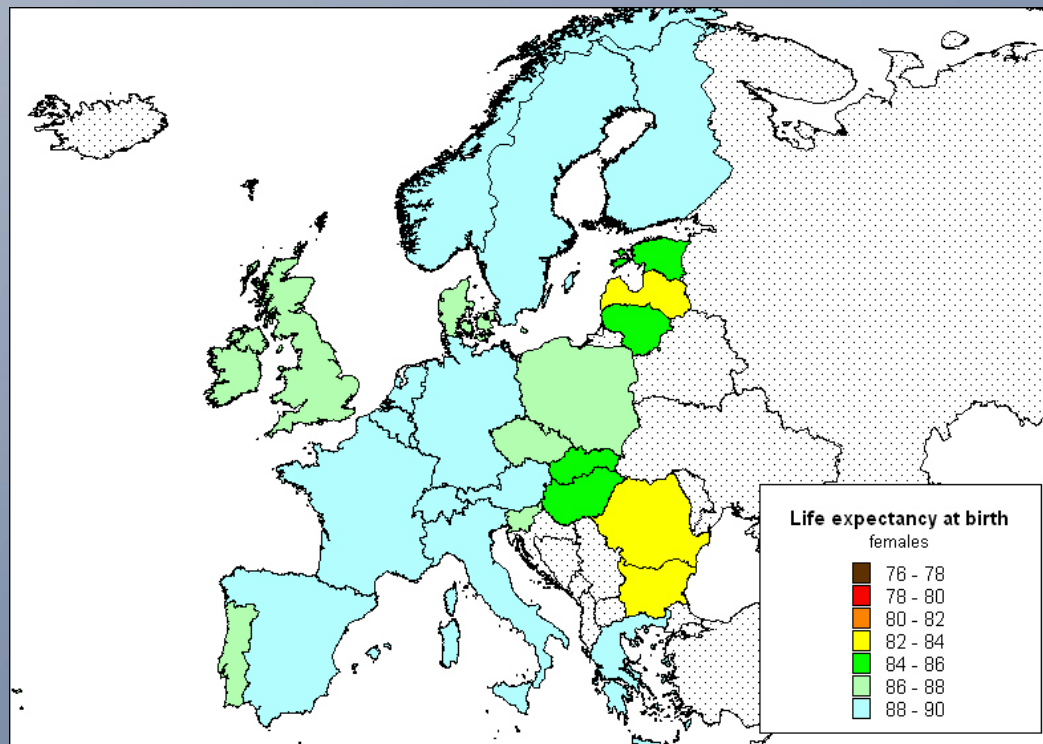 Life expectancy at birth
females
76 - 78
78 - 80
80 - 82
82 - 84
84 - 86
86 - 88
88 - 90